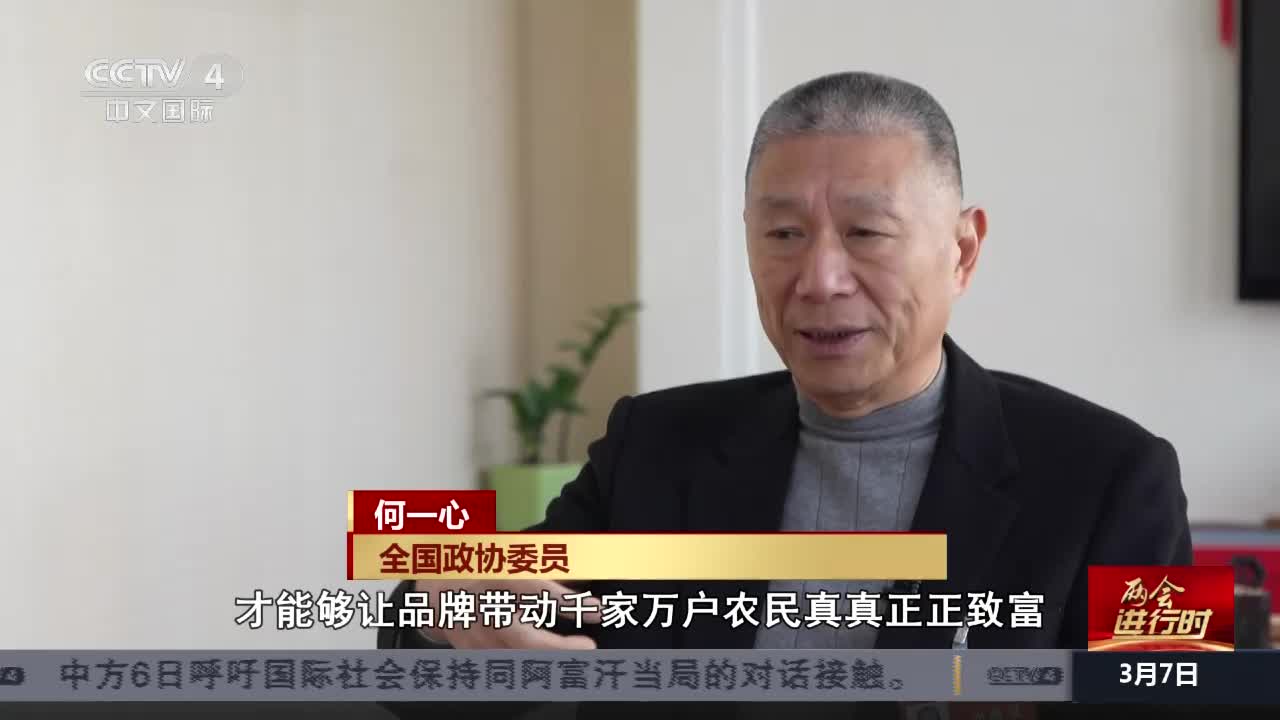 CCTV 4
中文国际
何一心
全国政协委员
才能够让品牌带动千家万户农民真真正正致富
两会
进行时
中方6日呼吁国际社会保持同阿富汗当局的对话接触。
CCTV 4
3月7日